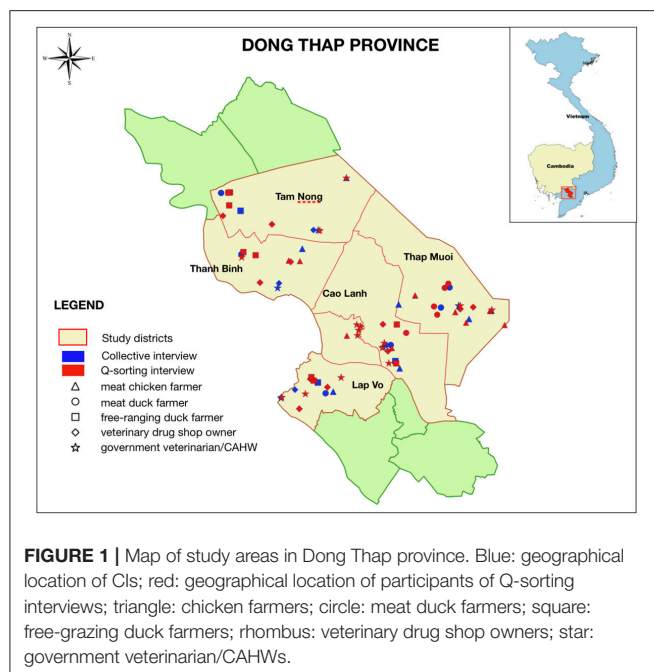 DONG THAP PROVINCE
N
W
E
S
Vietnam
Cambodia
Tam Nong
Thanh Binh
Thap Muoi
Cao Lanh
Lap Vo
LEGEND
Study districts
Collective interview
Q-sorting interview
meat chicken farmer
meat duck farmer
free-ranging duck farmer
veterinary drug shop owner
government veterinarian/CAHW
FIGURE 1 | Map of study areas in Dong Thap province. Blue: geographical
location of CIs; red: geographical location of participants of Q-sorting
interviews; triangle: chicken farmers; circle: meat duck farmers; square:
free-grazing duck farmers; rhombus: veterinary drug shop owners; star:
government veterinarian/CAHWs.